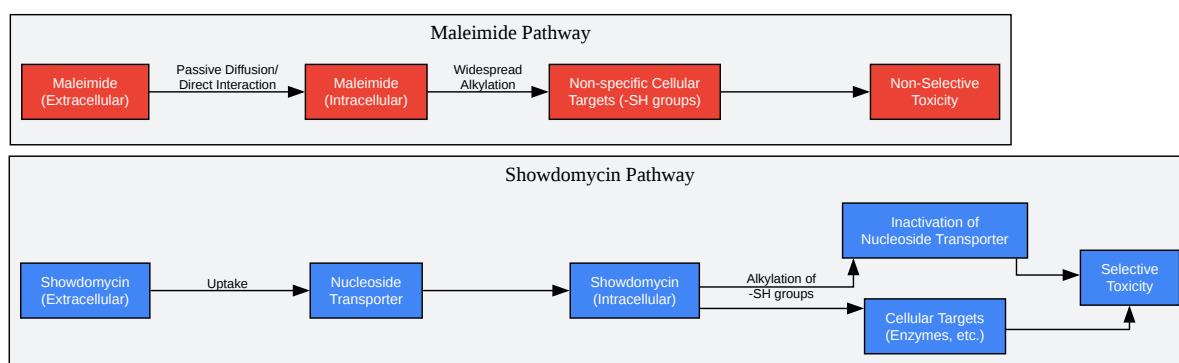 Maleimide Pathway
Maleimide
(Extracellular)
Passive Diffusion/
Direct Interaction
Maleimide
(Intracellular)
Widespread
Alkylation
Non-specific Cellular
Targets (-SH groups)
Non-Selective
Toxicity
Showdomycin Pathway
Showdomycin
(Extracellular)
Uptake
Nucleoside
Transporter
Showdomycin
(Intracellular)
Alkylation of
-SH groups
Inactivation of
Nucleoside Transporter
Cellular Targets
(Enzymes, etc.)
Selective
Toxicity